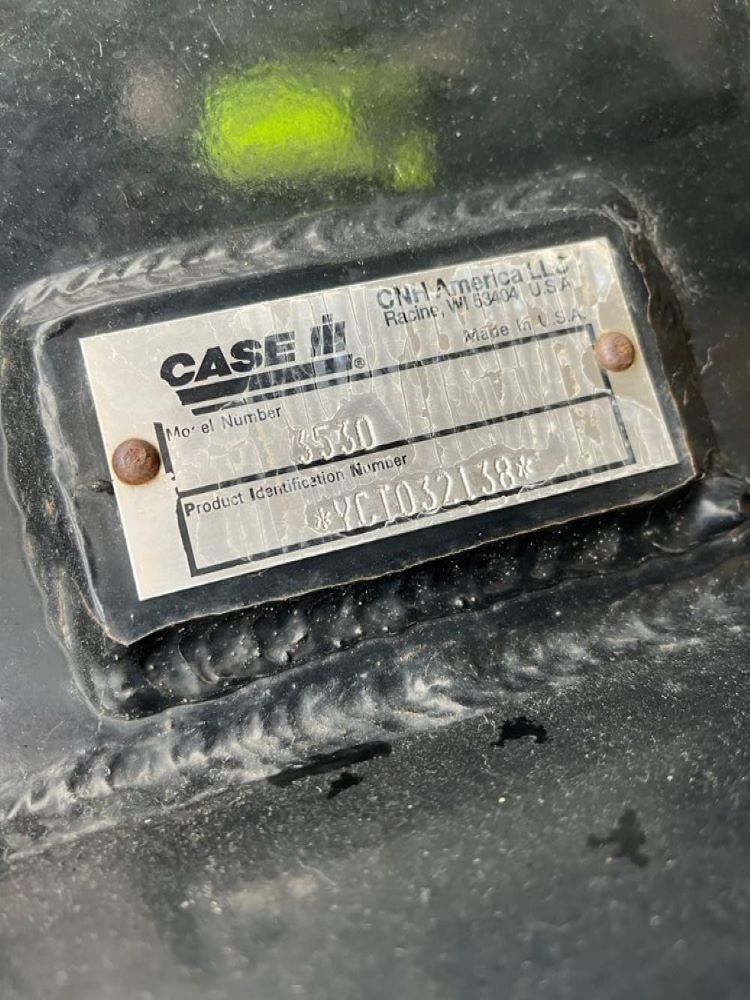 CNH America LLC
Racine, WI 53404 U.S.A.
CASE IH®
Made in U.S.A.
Model Number
3530
Product Identification Number
*YCT032138*